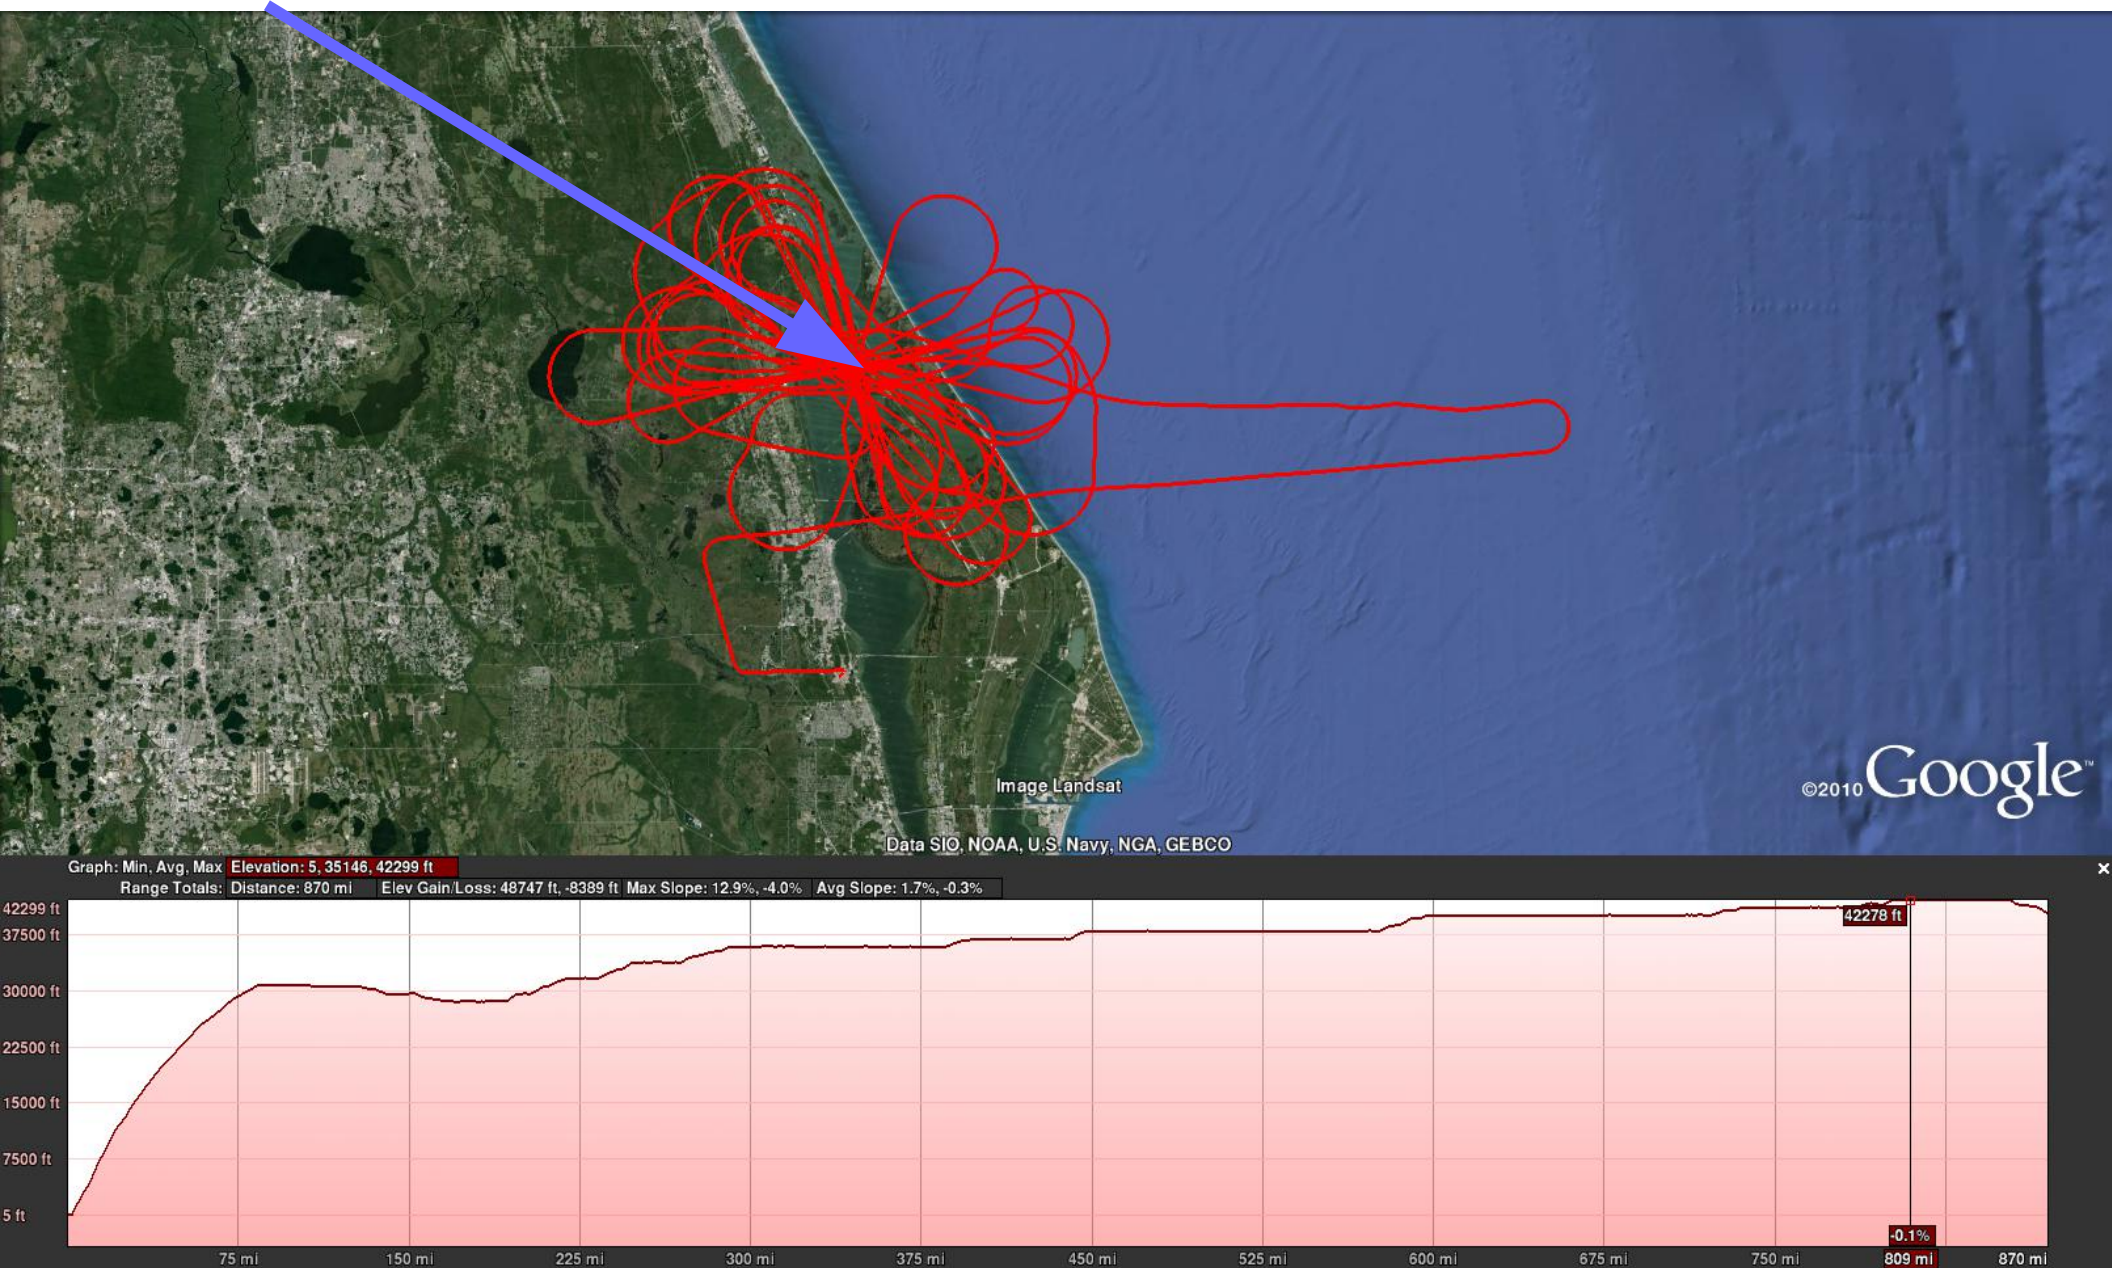 Image Landsat
©2010 Google™
Data SIO, NOAA, U.S. Navy, NGA, GEBCO
Graph: Min, Avg, Max Elevation: 5, 35146, 42299 ft
Range Totals: Distance: 870 mi Elev Gain/Loss: 48747 ft, -8389 ft Max Slope: 12.9%, -4.0% Avg Slope: 1.7%, -0.3%
42299 ft
42278 ft
37500 ft
30000 ft
22500 ft
15000 ft
7500 ft
5 ft
-0.1%
75 mi 150 mi 225 mi 300 mi 375 mi 450 mi 525 mi 600 mi 675 mi 750 mi 809 mi 870 mi